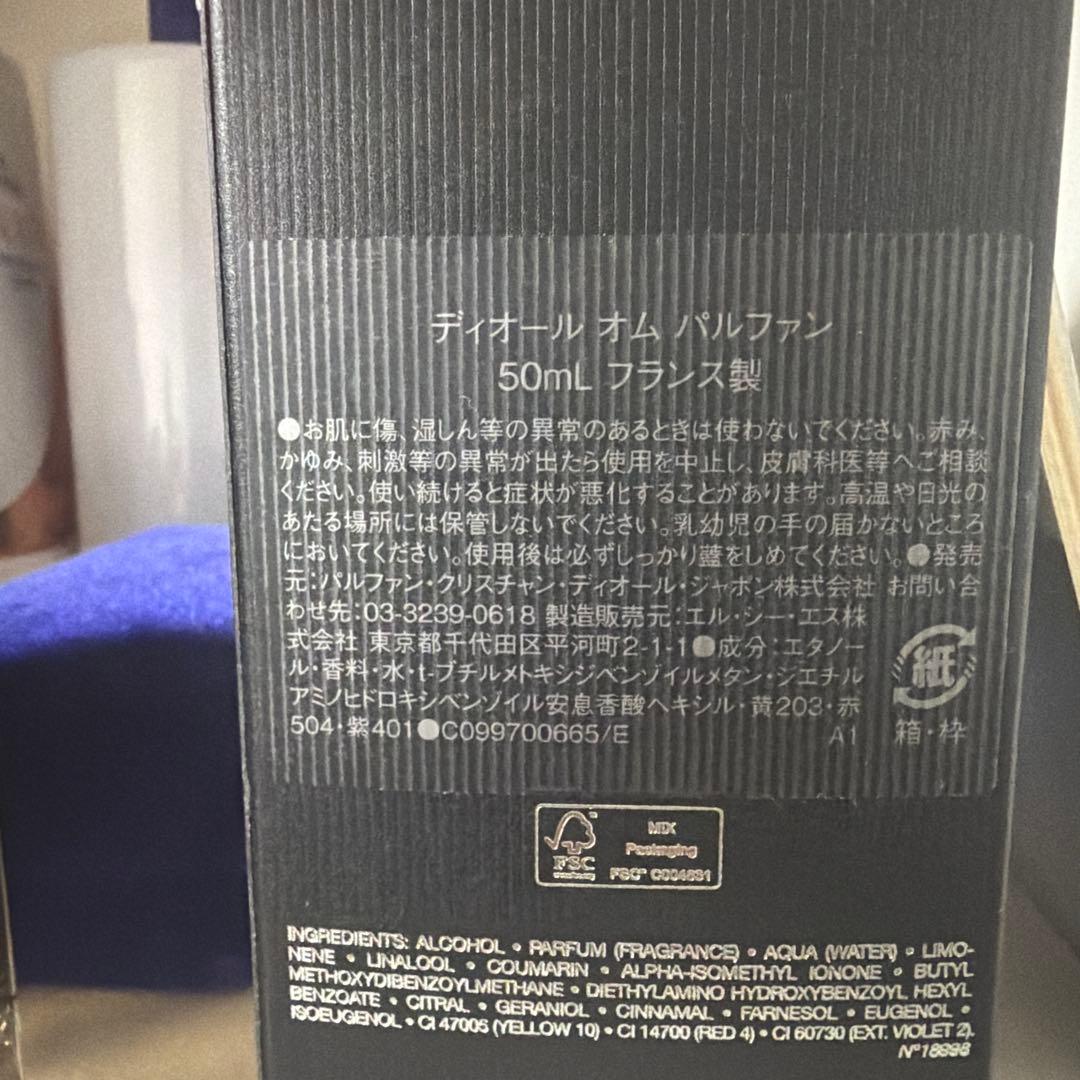 ディオール オム パルファン
50mL フランス製
●お肌に傷、湿しん等の異常のあるときは使わないでください。赤み、
かゆみ、刺激等の異常が出たら使用を中止し、皮膚科医等へご相談
ください。使い続けると症状が悪化することがあります。高温や日光の
あたる場所には保管しないでください。乳幼児の手の届かないところ
においてください。使用後は必ずしっかり蓋をしめてください。●発売
元:パルファン・クリスチャン・ディオール・ジャポン株式会社 お問い合
わせ先:03-3239-0618 製造販売元:エル・シー・エス株
式会社 東京都千代田区平河町2-1-1●成分:エタノー
ル・香料・水・t-ブチルメトキシジベンゾイルメタン・ジエチル
アミノヒドロキシベンゾイル安息香酸ヘキシル・黄203・赤
504・紫401●C099700665/E A1
紙
箱・枠
FSC
MIX
Packaging
FSC™ C004631
INGREDIENTS: ALCOHOL • PARFUM (FRAGRANCE) • AQUA (WATER) • LIMO-
NENE • LINALOOL • COUMARIN • ALPHA-ISOMETHYL IONONE • BUTYL
METHOXYDIBENZOYLMETHANE • DIETHYLAMINO HYDROXYBENZOYL HEXYL
BENZOATE • CITRAL • GERANIOL • CINNAMAL • FARNESOL • EUGENOL •
ISOEUGENOL • CI 47005 (YELLOW 10) • CI 14700 (RED 4) • CI 60730 (EXT. VIOLET 2).